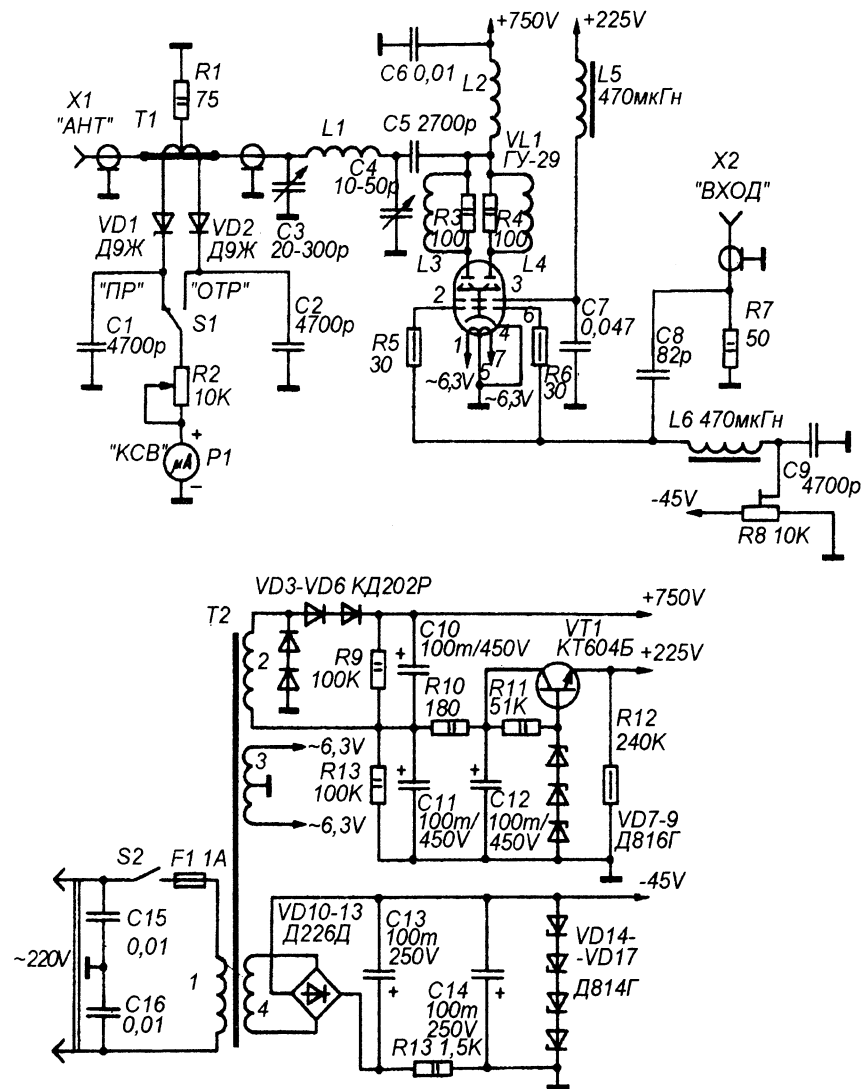 +750V
+225V
C6 0,01
L2
L5
470мкГн
R1
75
X1
"АНТ"
T1
L1
C5 2700p
VL1
ГУ-29
X2
"ВХОД"
C4
10-50p
R3
100
R4
100
VD1
Д9Ж
VD2
Д9Ж
C3
20-300p
L3
L4
"ПР"
"ОТР"
S1
C1
4700p
C2
4700p
2
3
6
1
4
7
5
~6,3V
~6,3V
R5
30
R6
30
C7
0,047
C8
82p
R7
50
R2
10K
L6 470мкГн
"КСВ"
+
μA
P1
–
C9
4700p
-45V
R8 10K
VD3-VD6 КД202Р
T2
+750V
2
C10
+
100m/450V
VT1
КТ604Б
+225V
R9
100K
R10
180
R11
51K
R12
240K
3
~6,3V
R13
100K
+
C11
100m/
450V
+
C12
100m/
450V
~6,3V
VD7-9
Д816Г
S2
F1 1A
-45V
VD10-13
Д226Д
C13
100m
250V
+
C15
0,01
~220V
C16
0,01
1
4
C14
100m
250V
+
VD14-
-VD17
Д814Г
R13 1,5K